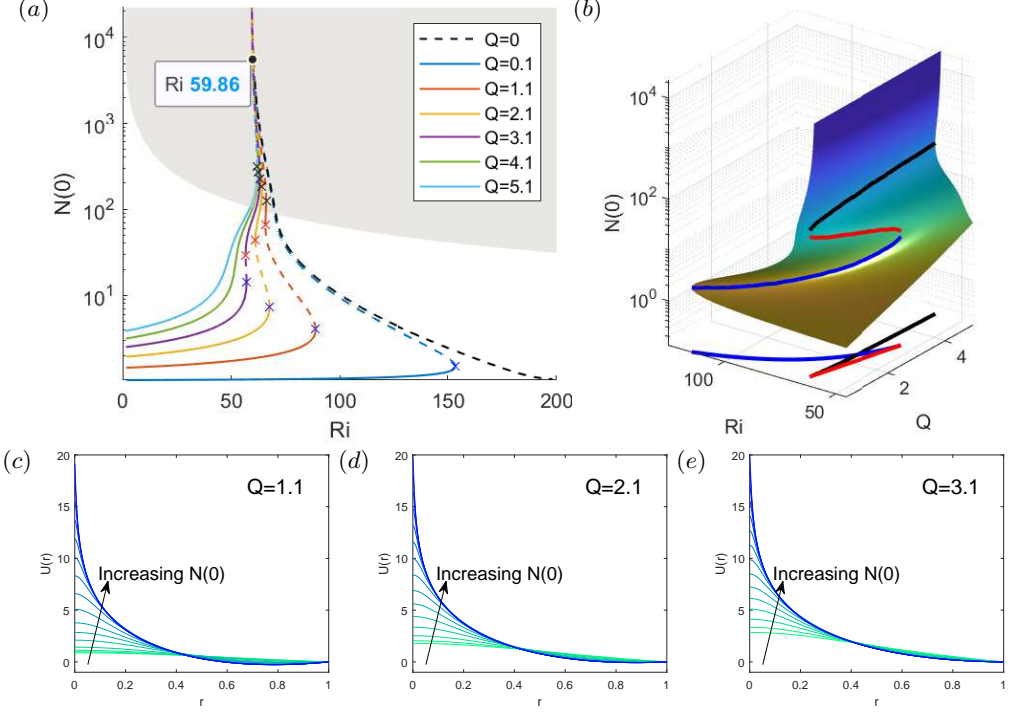 (a)
10^4
10^3
10^2
10^1
N(0)
Ri 59.86
Q=0
Q=0.1
Q=1.1
Q=2.1
Q=3.1
Q=4.1
Q=5.1
0 50 100 150 200
Ri
(b)
10^4
10^2
10^0
N(0)
100
50
Ri
2
4
Q
(c)
20
15
10
5
0
U(r)
Q=1.1
Increasing N(0)
0 0.2 0.4 0.6 0.8 1
r
(d)
20
15
10
5
0
U(r)
Q=2.1
Increasing N(0)
0 0.2 0.4 0.6 0.8 1
r
(e)
20
15
10
5
0
U(r)
Q=3.1
Increasing N(0)
0 0.2 0.4 0.6 0.8 1
r